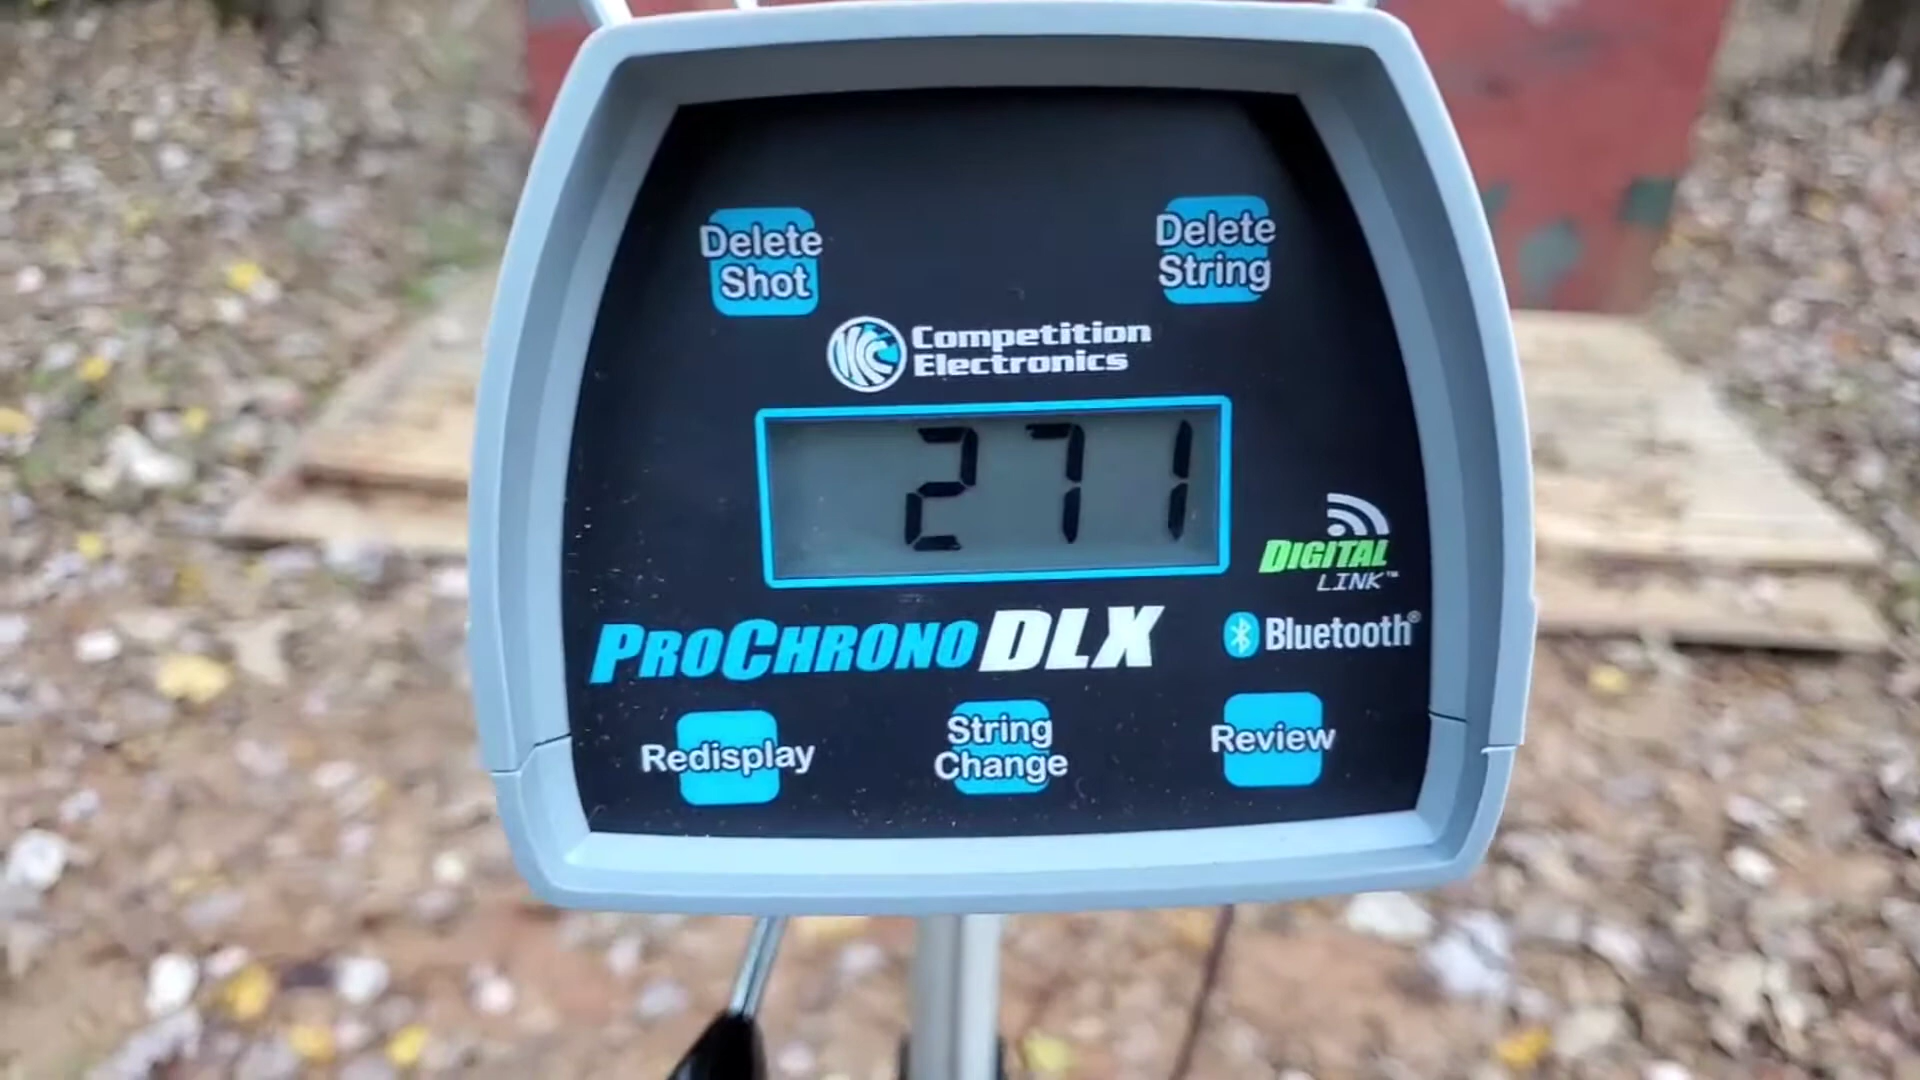 Delete
Shot
Delete
String
Competition
Electronics
271
DIGITAL
LINK™
PROCHRONO DLX
Bluetooth®
Redisplay
String
Change
Review